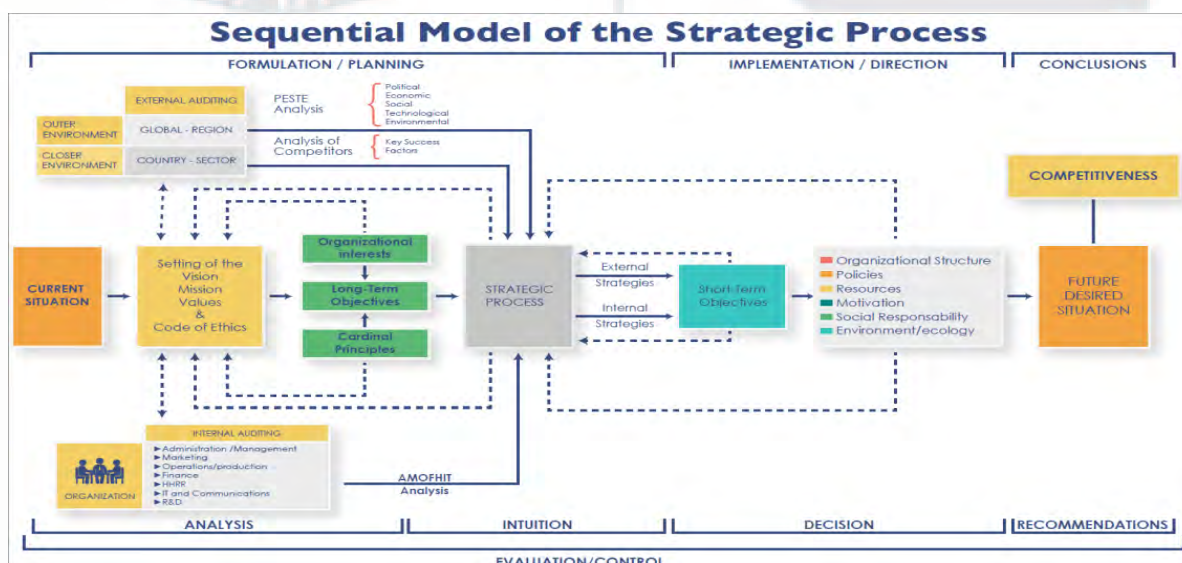 Sequential Model of the Strategic Process
FORMULATION / PLANNING
IMPLEMENTATION / DIRECTION
CONCLUSIONS
EXTERNAL AUDITING
OUTER
ENVIRONMENT
GLOBAL - REGION
CLOSER
ENVIRONMENT
COUNTRY - SECTOR
PESTE
Analysis
Political
Economic
Social
Technological
Environmental
Analysis of
Competitors
Key Success
Factors
COMPETITIVENESS
CURRENT
SITUATION
Setting of the
Vision
Mission
Values
&
Code of Ethics
Organizational
interests
Long-Term
Objectives
Cardinal
Principles
STRATEGIC
PROCESS
External
Strategies
Internal
Strategies
Short-Term
Objectives
Organizational Structure
Policies
Resources
Motivation
Social Responsability
Environment/ecology
FUTURE
DESIRED
SITUATION
ORGANIZATION
INTERNAL AUDITING
►Administration /Management
►Marketing
►Operations/production
►Finance
►HHRR
►IT and Communications
►R&D
AMOFHIT
Analysis
ANALYSIS
INTUITION
DECISION
RECOMMENDATIONS
EVALUATION/CONTROL